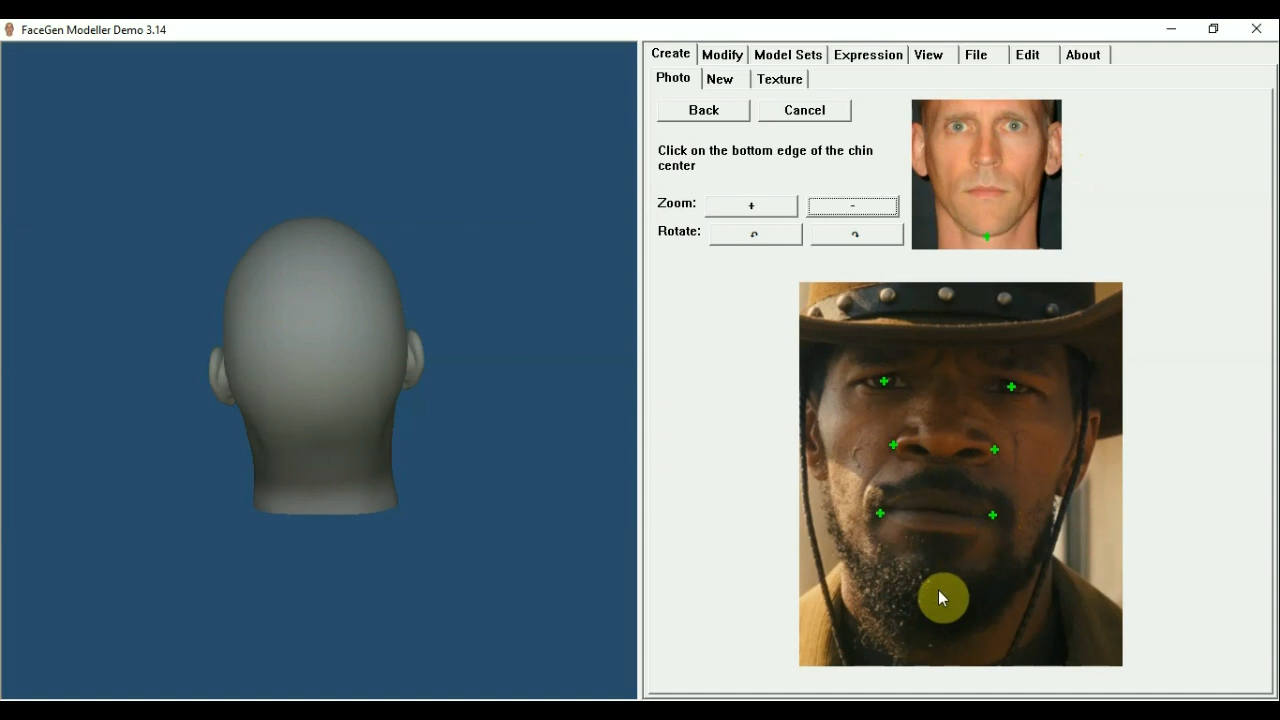 FaceGen Modeller Demo 3.14
Create Modify Model Sets Expression View File Edit About
Photo New Texture
Back Cancel
Click on the bottom edge of the chin
center
Zoom: + -
Rotate: